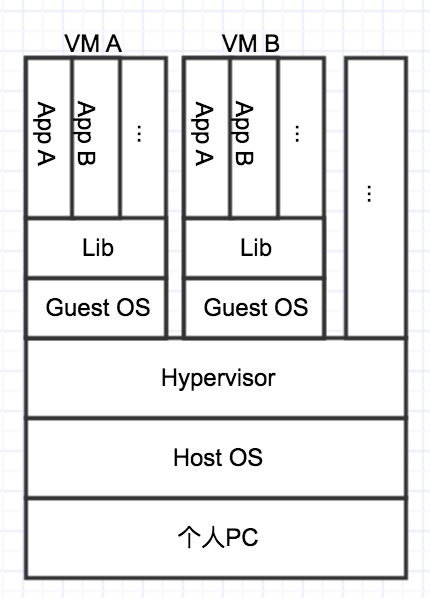 VM A
VM B
App A
App B
...
App A
App B
...
...
Lib
Lib
Guest OS
Guest OS
Hypervisor
Host OS
个人PC